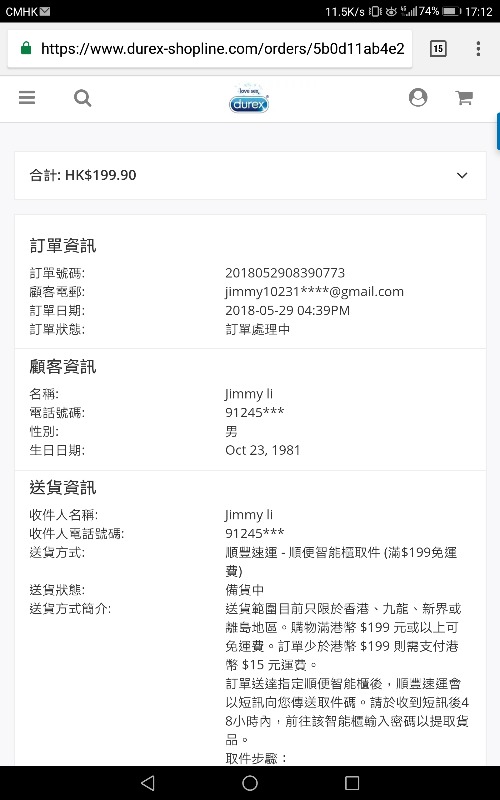 CMHK 11.5K/s 74% 17:12
https://www.durex-shopline.com/orders/5b0d11ab4e2 15
love sex
durex
合計: HK$199.90
訂單資訊
訂單號碼: 2018052908390773
顧客電郵: jimmy10231****@gmail.com
訂單日期: 2018-05-29 04:39PM
訂單狀態: 訂單處理中
顧客資訊
名稱: Jimmy li
電話號碼: 91245***
性別: 男
生日日期: Oct 23, 1981
送貨資訊
收件人名稱: Jimmy li
收件人電話號碼: 91245***
送貨方式: 順豐速運 - 順便智能櫃取件 (滿$199免運
費)
送貨狀態: 備貨中
送貨方式簡介: 送貨範圍目前只限於香港、九龍、新界或
離島地區。購物滿港幣 $199 元或以上可
免運費。訂單少於港幣 $199 則需支付港
幣 $15 元運費。
訂單送達指定順便智能櫃後，順豐速運會
以短訊向您傳送取件碼。請於收到短訊後4
8小時內，前往該智能櫃輸入密碼以提取貨
品。
取件步驟：